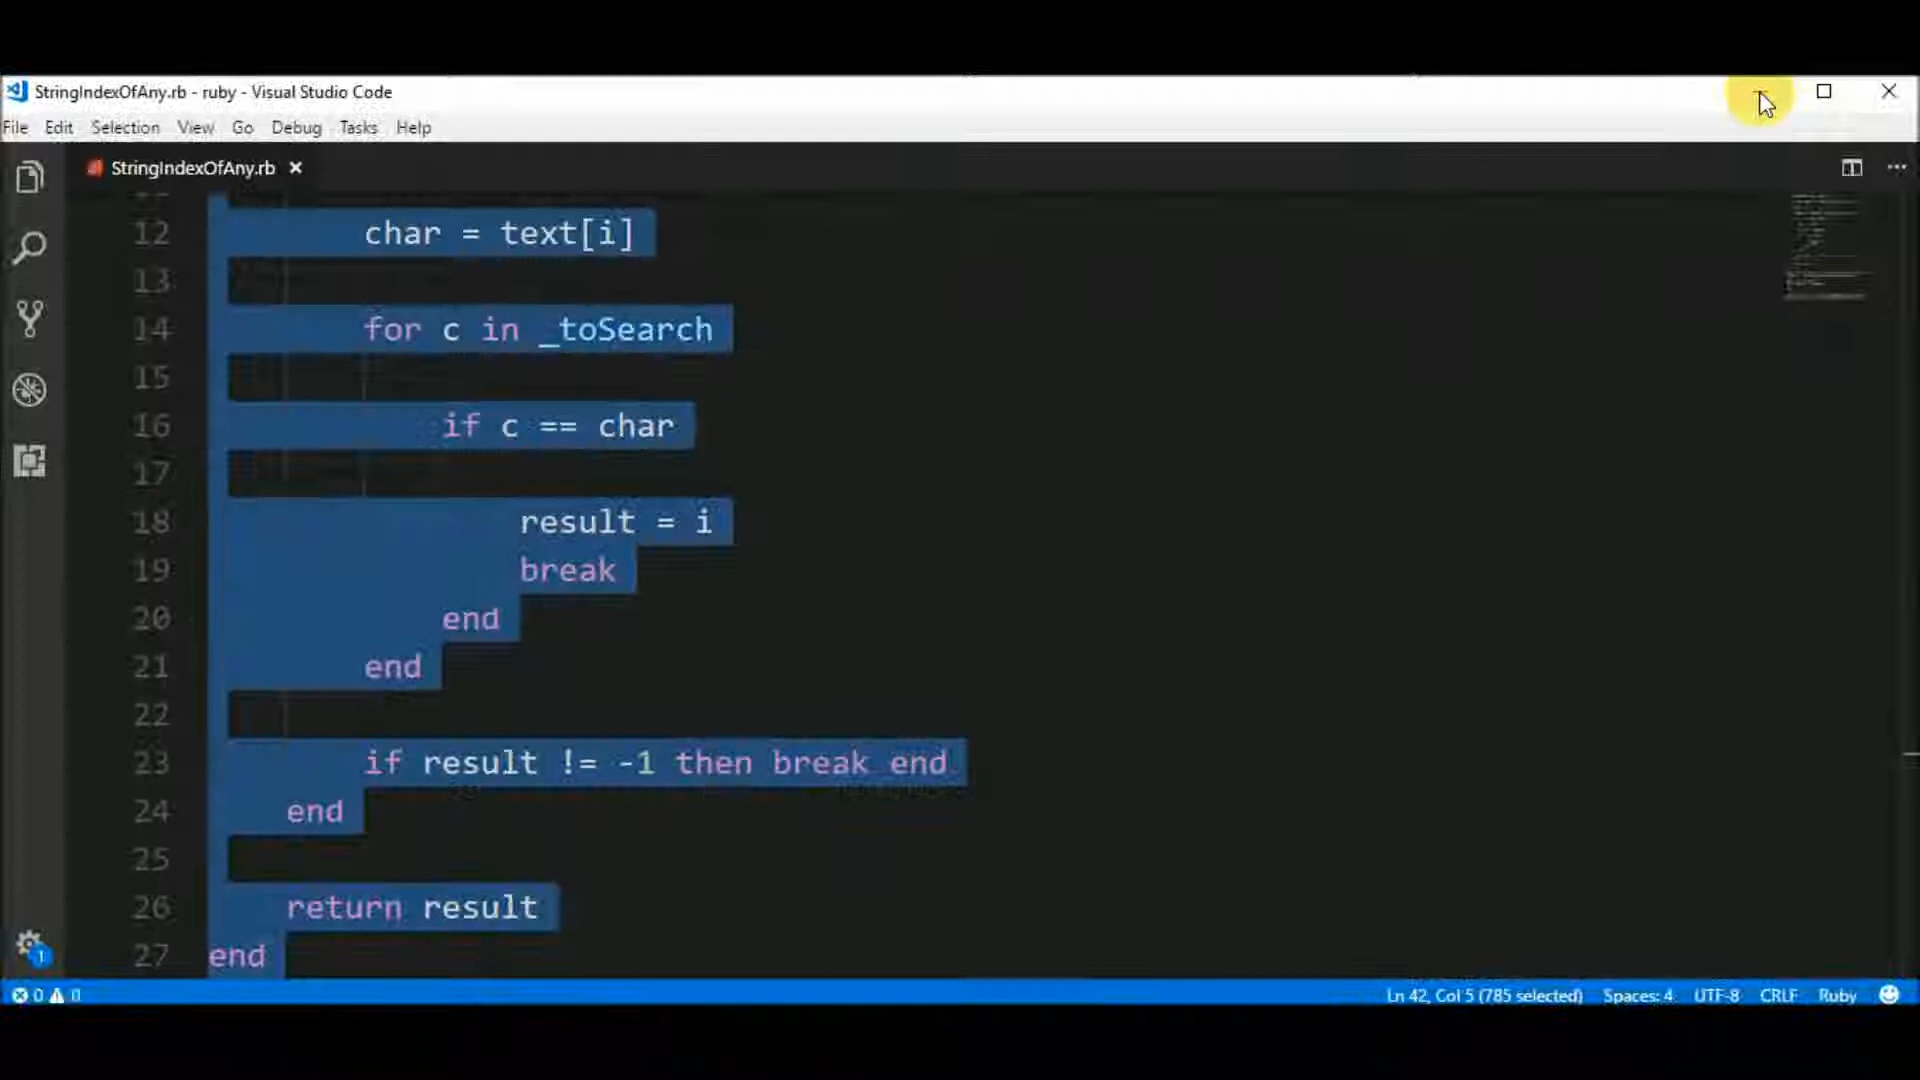 StringIndexOfAny.rb - ruby - Visual Studio Code
File Edit Selection View Go Debug Tasks Help
StringIndexOfAny.rb
12 char = text[i]
13
14 for c in _toSearch
15
16 if c == char
17
18 result = i
19 break
20 end
21 end
22
23 if result != -1 then break end
24 end
25
26 return result
27 end
1
0 0 Ln 42, Col 5 (785 selected) Spaces: 4 UTF-8 CRLF Ruby